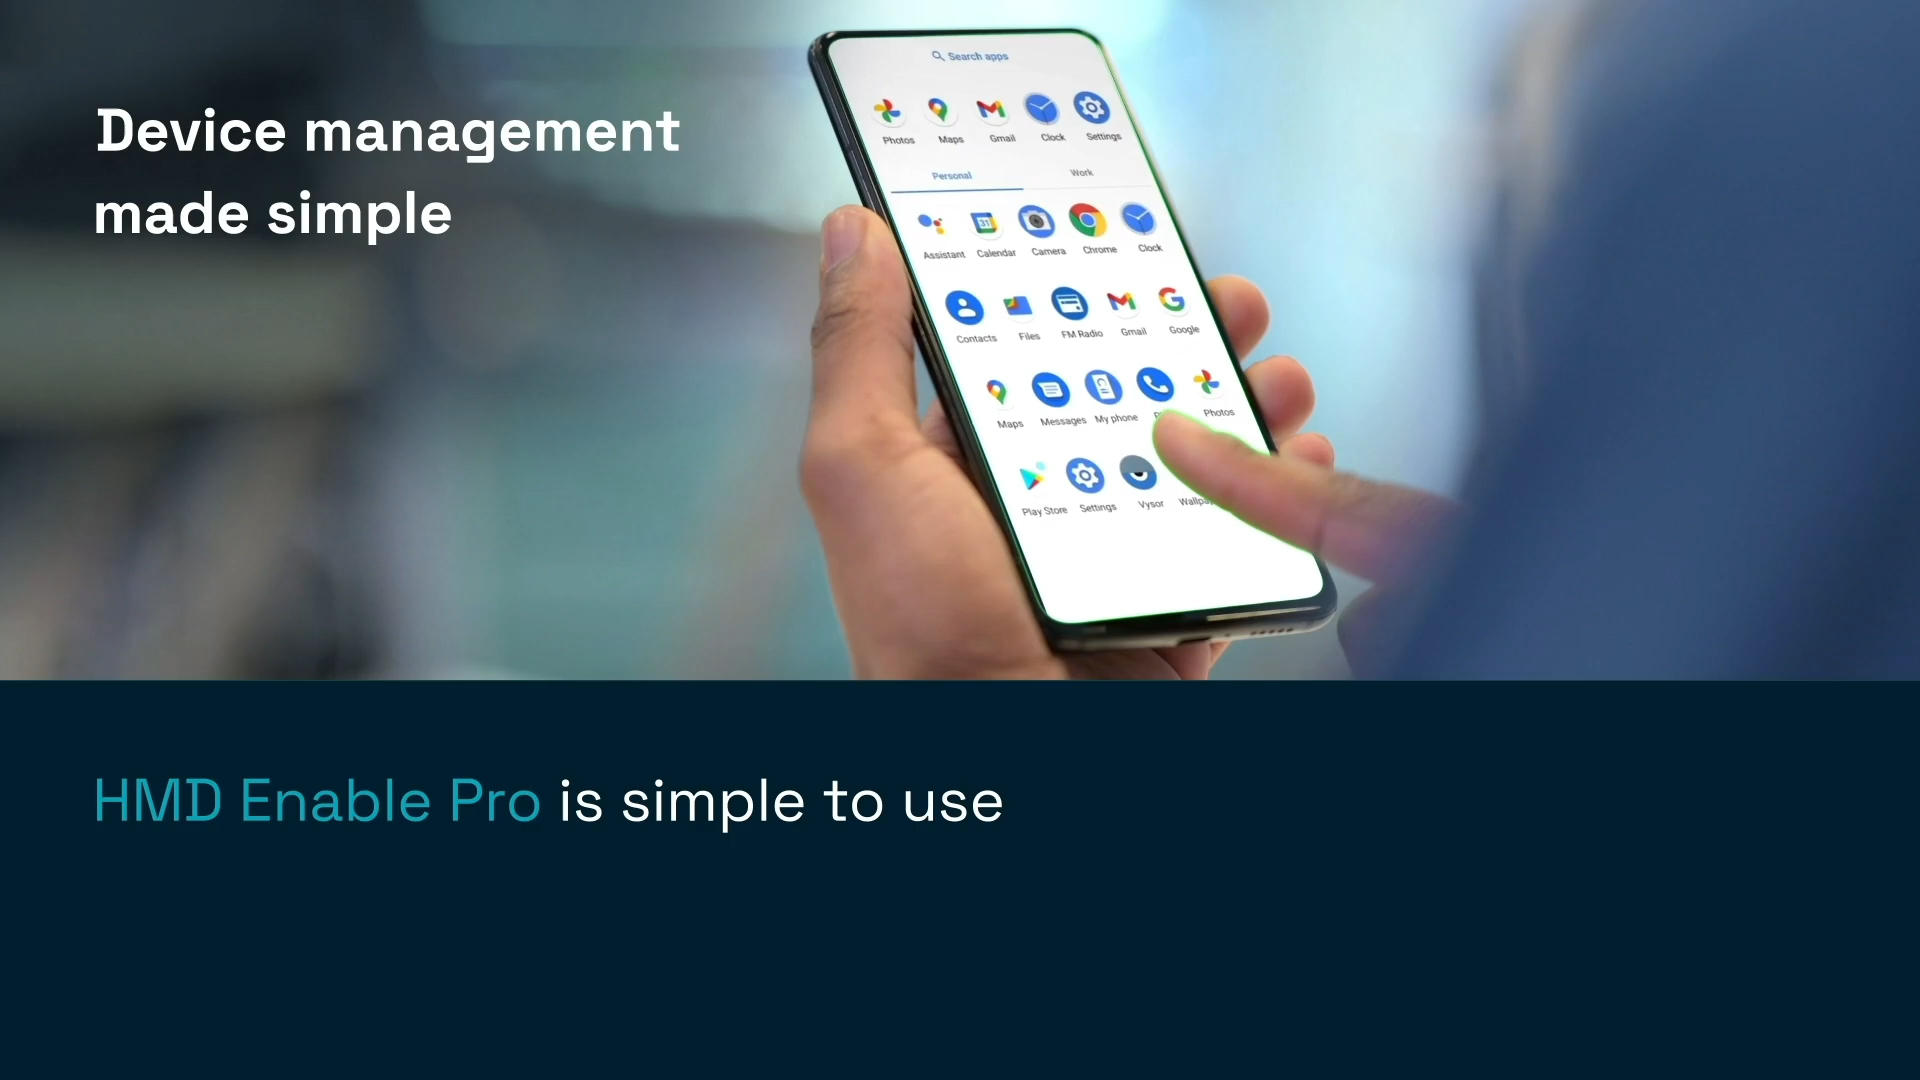 Device management
made simple
Search apps
Photos Maps Gmail Clock Settings
Personal Work
Assistant Calendar Camera Chrome Clock
31
Contacts Files FM Radio Gmail Google
Maps Messages My phone Photos
Play Store Settings Vysor
HMD Enable Pro is simple to use